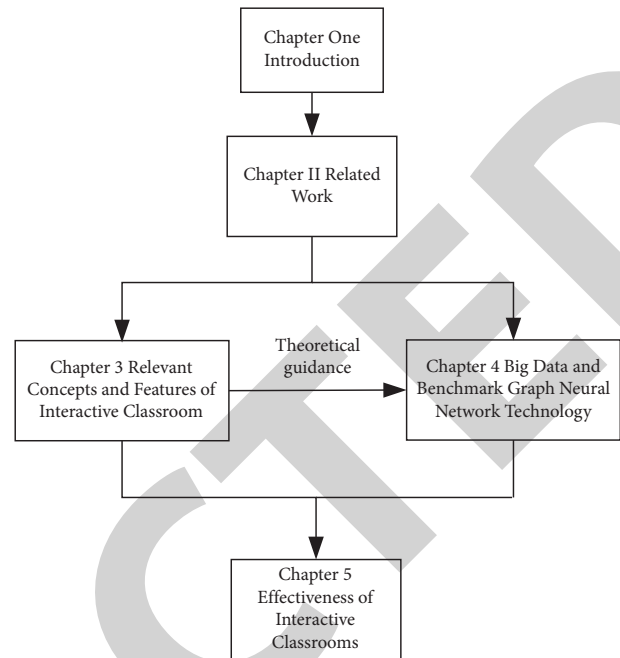 Chapter One
Introduction
Chapter II Related
Work
Theoretical
guidance
Chapter 3 Relevant
Concepts and Features of
Interactive Classroom
Chapter 4 Big Data and
Benchmark Graph Neural
Network Technology
Chapter 5
Effectiveness of
Interactive
Classrooms
CTED